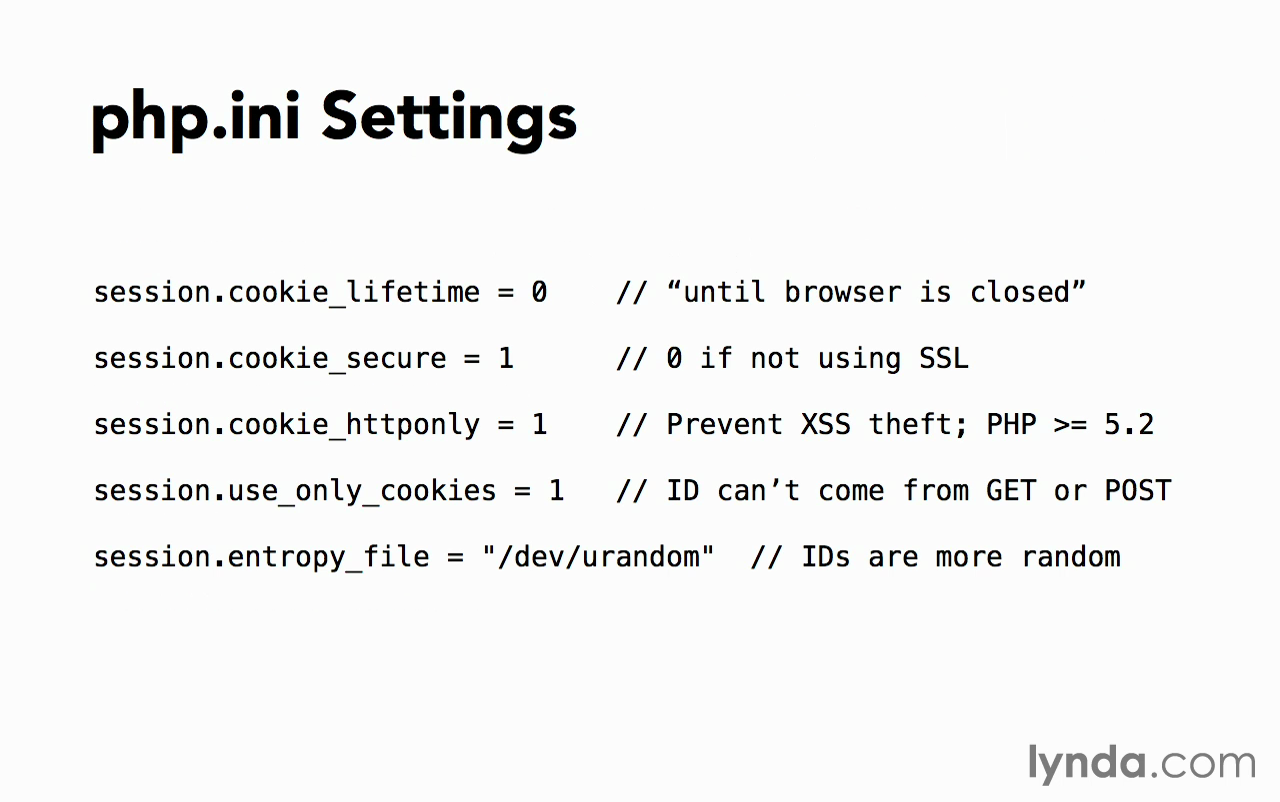 php.ini Settings
session.cookie_lifetime = 0 // “until browser is closed”
session.cookie_secure = 1 // 0 if not using SSL
session.cookie_httponly = 1 // Prevent XSS theft; PHP >= 5.2
session.use_only_cookies = 1 // ID can’t come from GET or POST
session.entropy_file = "/dev/urandom" // IDs are more random
lynda.com